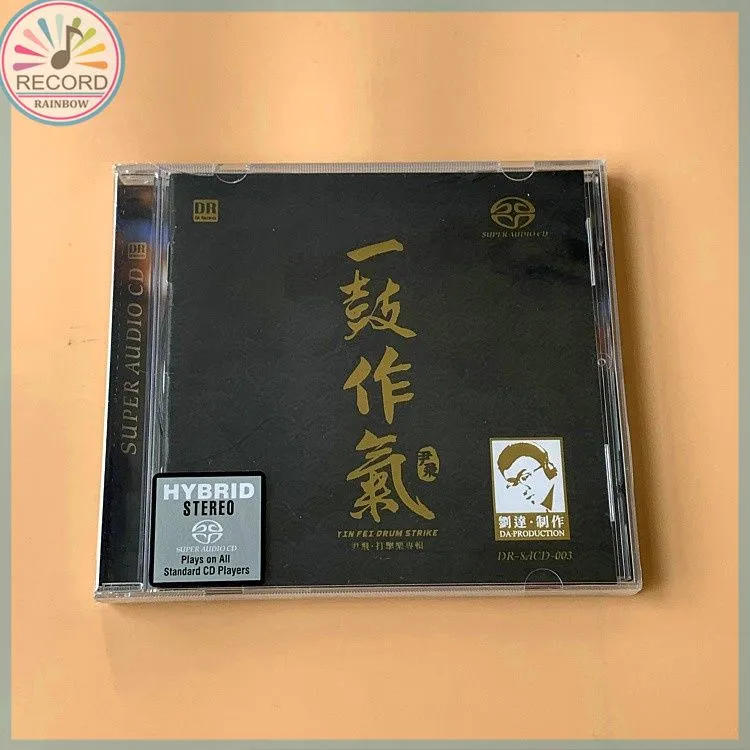 RECORD
RAINBOW
DR
SUPER AUDIO CD
DR
SUPER AUDIO CD
一鼓作氣
尹飛
YIN FEI·DRUM STRIKE
尹飛·打擊樂專輯
HYBRID
STEREO
SUPER AUDIO CD
Plays on All
Standard CD Players
劉達·制作
DA-PRODUCTION
DR-SACD-003